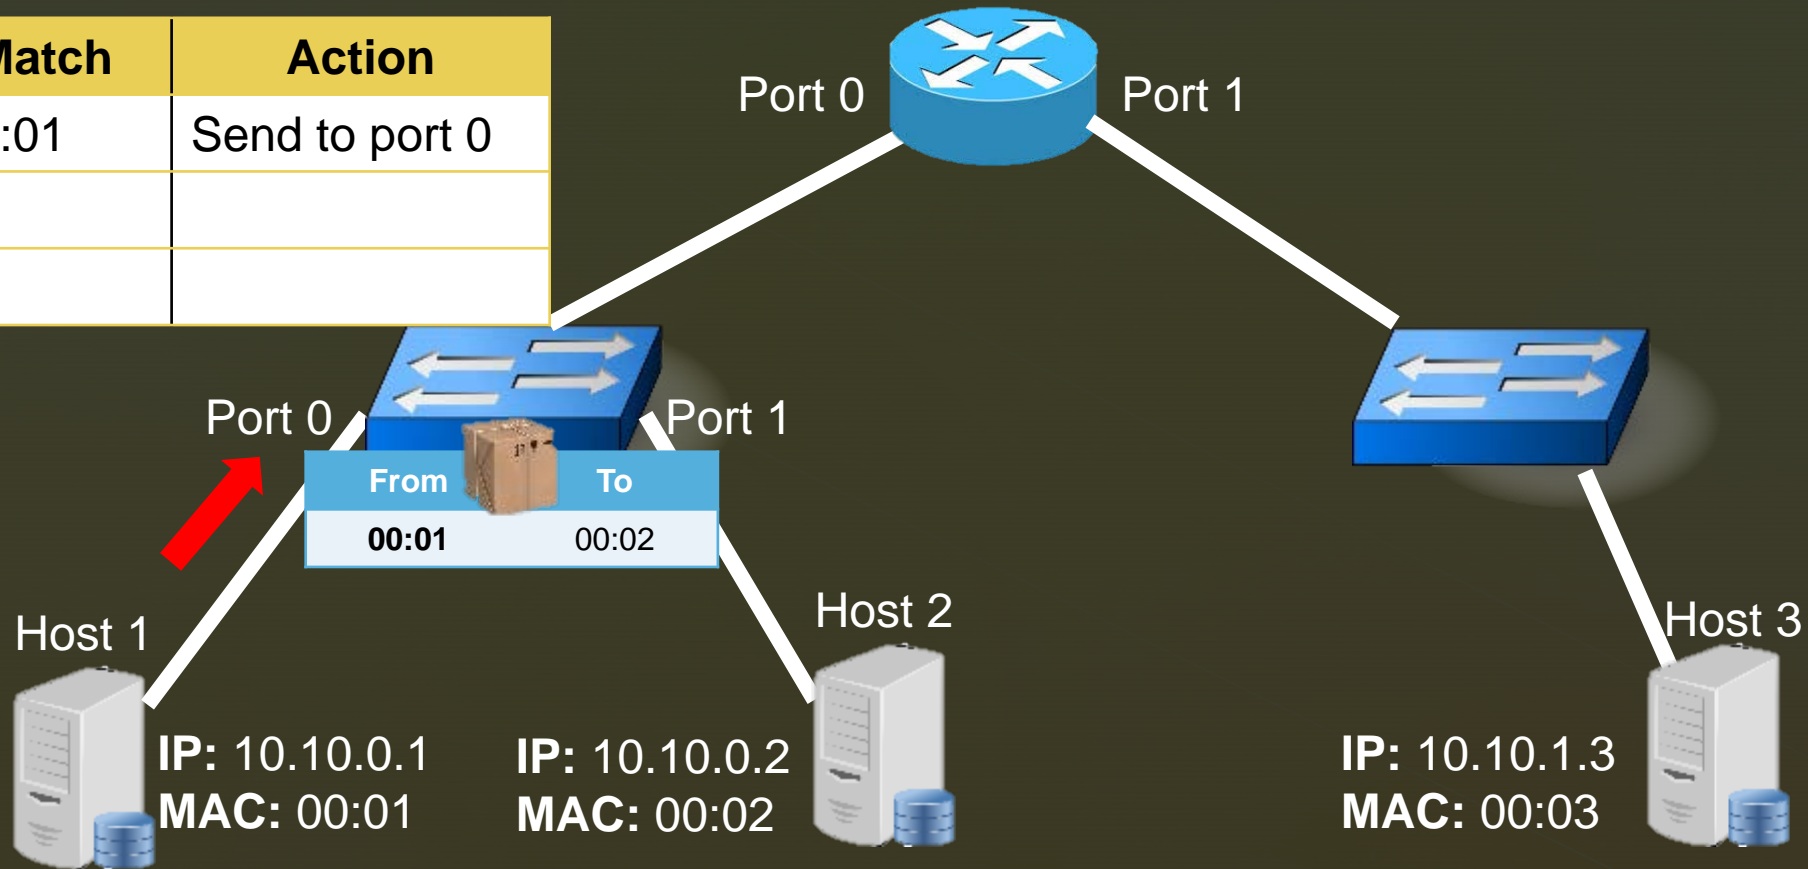 Match Action
:01 Send to port 0
Port 0 Port 1
Port 0 Port 1
From To
00:01 00:02
Host 1
Host 2
Host 3
IP: 10.10.0.1
MAC: 00:01
IP: 10.10.0.2
MAC: 00:02
IP: 10.10.1.3
MAC: 00:03